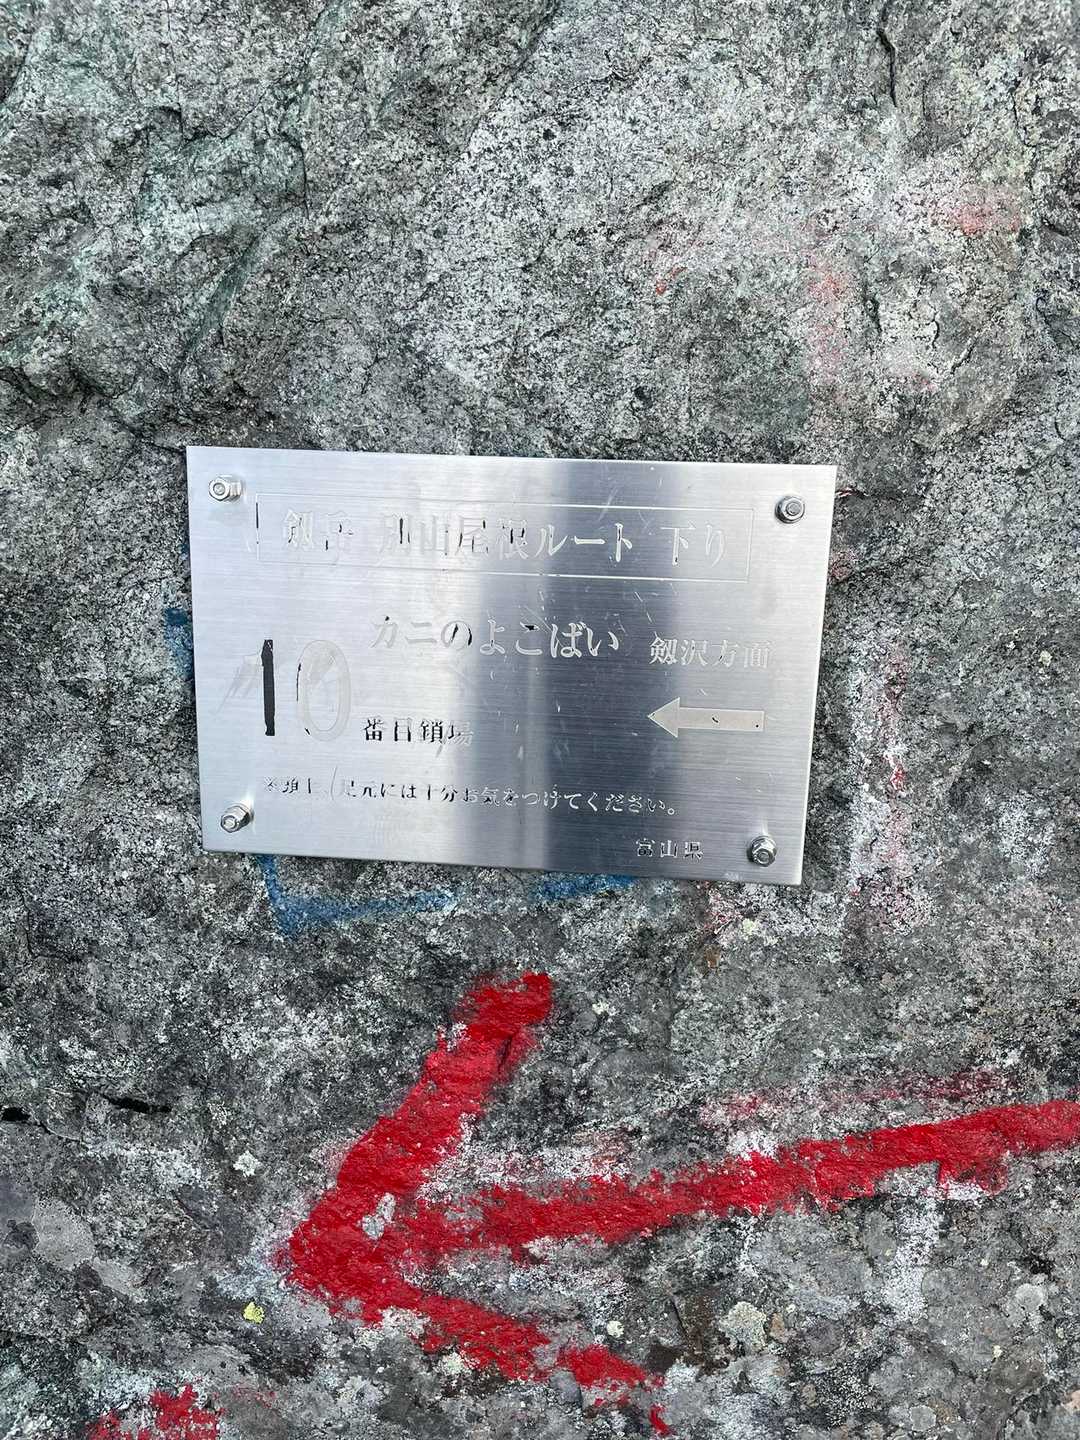 剱岳 別山尾根ルート 下り
カニのよこばい 剱沢方面
10 番目鎖場
※頭上、足元には十分お気をつけてください。
富山県